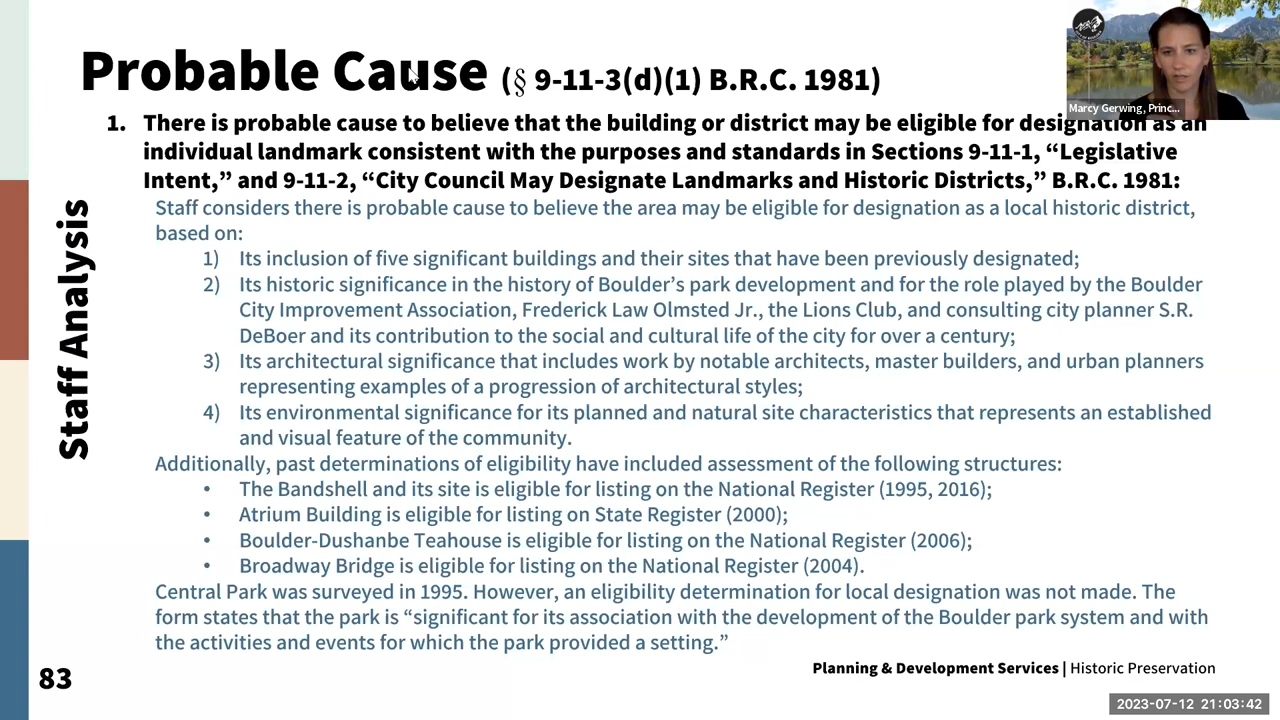 Probable Cause (§ 9-11-3(d)(1) B.R.C. 1981)
Marcy Gerwing, Princ...
1. There is probable cause to believe that the building or district may be eligible for designation as an
individual landmark consistent with the purposes and standards in Sections 9-11-1, “Legislative
Intent,” and 9-11-2, “City Council May Designate Landmarks and Historic Districts,” B.R.C. 1981:
Staff Analysis
Staff considers there is probable cause to believe the area may be eligible for designation as a local historic district,
based on:
1) Its inclusion of five significant buildings and their sites that have been previously designated;
2) Its historic significance in the history of Boulder’s park development and for the role played by the Boulder
City Improvement Association, Frederick Law Olmsted Jr., the Lions Club, and consulting city planner S.R.
DeBoer and its contribution to the social and cultural life of the city for over a century;
3) Its architectural significance that includes work by notable architects, master builders, and urban planners
representing examples of a progression of architectural styles;
4) Its environmental significance for its planned and natural site characteristics that represents an established
and visual feature of the community.
Additionally, past determinations of eligibility have included assessment of the following structures:
• The Bandshell and its site is eligible for listing on the National Register (1995, 2016);
• Atrium Building is eligible for listing on State Register (2000);
• Boulder-Dushanbe Teahouse is eligible for listing on the National Register (2006);
• Broadway Bridge is eligible for listing on the National Register (2004).
Central Park was surveyed in 1995. However, an eligibility determination for local designation was not made. The
form states that the park is “significant for its association with the development of the Boulder park system and with
the activities and events for which the park provided a setting.”
83
Planning & Development Services | Historic Preservation
2023-07-12 21:03:42